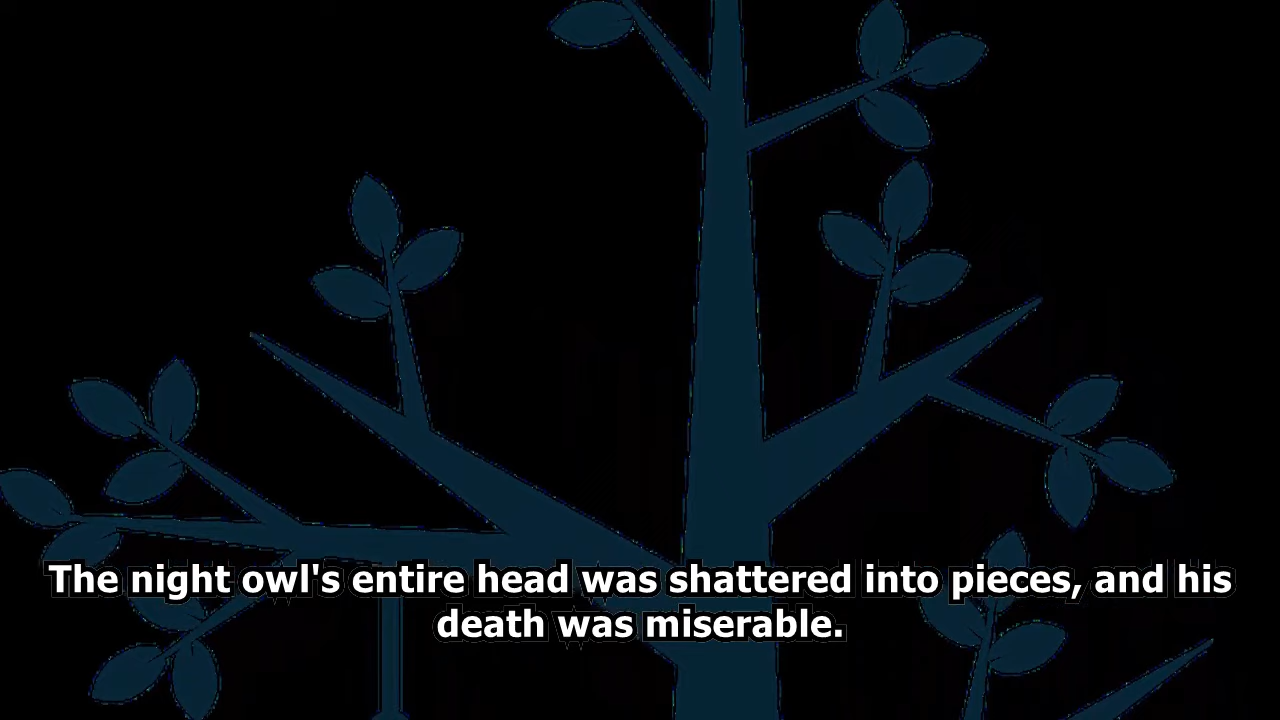 The night owl's entire head was shattered into pieces, and his
death was miserable.